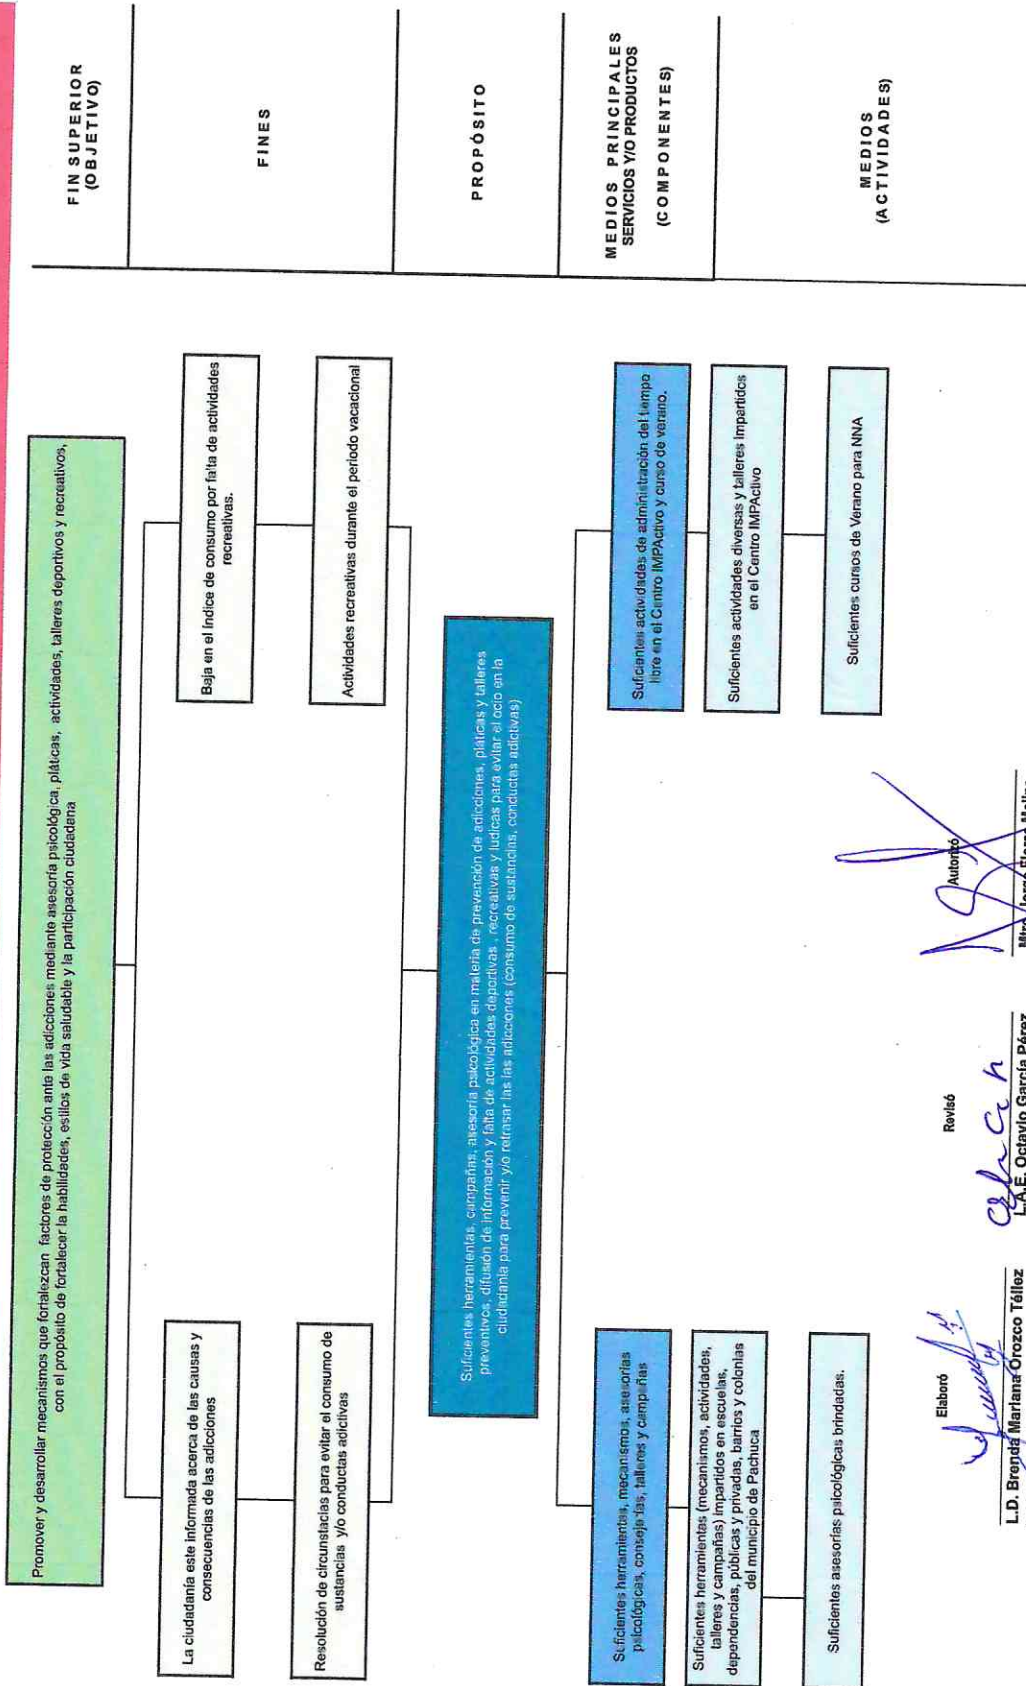 Promover y desarrollar mecanismos que fortalezcan factores de protección ante las adicciones mediante asesoría psicológica, pláticas, actividades, talleres deportivos y recreativos,
con el propósito de fortalecer la habilidades, estilos de vida saludable y la participación ciudadana
FIN SUPERIOR
(OBJETIVO)
La ciudadanía este informada acerca de las causas y
consecuencias de las adicciones
Baja en el índice de consumo por falta de actividades
recreativas.
FINES
Resolución de circunstacias para evitar el consumo de
sustancias y/o conductas adictivas
Actividades recreativas durante el periodo vacacional
Suficientes herramientas, campañas, asesoría psicológica en materia de prevención de adicciones, pláticas y talleres
preventivos, difusión de información y falta de actividades deportivas , recreativas y ludicas para evitar el ocio en la
ciudadanía para prevenir y/o retrasar las las adicciones (consumo de sustancias, conductas adictivas)
PROPÓSITO
Suficientes herramientas, mecanismos, asesorías
psicológicas, consejerías, talleres y campañas
Suficientes actividades de administración del tiempo
libre en el Centro IMPActivo y curso de verano.
MEDIOS PRINCIPALES
SERVICIOS Y/O PRODUCTOS
(COMPONENTES)
Suficientes herramientas (mecanismos, actividades,
talleres y campañas) impartidos en escuelas,
dependencias, públicas y privadas, barrios y colonias
del municipio de Pachuca
Suficientes actividades diversas y talleres impartidos
en el Centro IMPActivo
Suficientes asesorías psicológicas brindadas.
Suficientes cursos de Verano para NNA
MEDIOS
(ACTIVIDADES)
Elaboró
L.D. Brenda Mariana Orozco Téllez
Revisó
L.A.E. Octavio García Pérez
Autorizó
Mtro. Jorge Flores